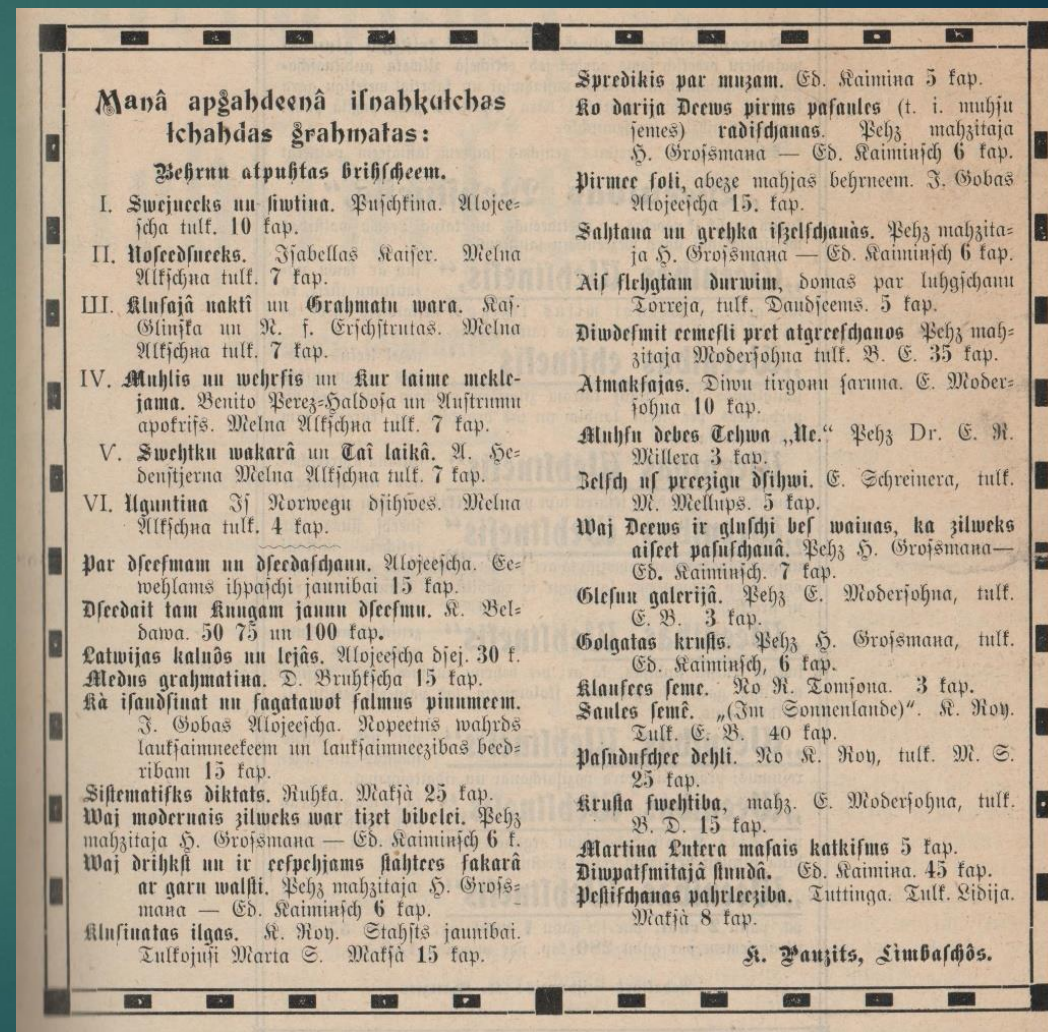 Manâ apgahdeenâ iſnahkuſchas
ſchahdas grahmatas:
Behrnu atpuhtas brihſcheem.
I. Swejneeks un ſiwtiņa. Puſchkina. Alojee-
ſcha tulk. 10 kap.
II. Noſeedſneeks. Iſabellas Kaiſer. Melna
Alkſchna tulk. 7 kap.
III. Kluſajâ naktî un Grahmatu wara. Kaſ-
Glinſka un R. f. Erſchſtrutas. Melna
Alkſchna tulk. 7 kap.
IV. Muhlis un wehrſis un Kur laime mekle-
jama. Benito Perez-Haldoſa un Auſtrumu
apokrifs. Melna Alkſchna tulk. 7 kap.
V. Swehtku wakarâ un Taî laikâ. A. He-
denſtjerna Melna Alkſchna tulk. 7 kap.
VI. Uguntina Iſ Norwegu dſihwes. Melna
Alkſchna tulk. 4 kap.
Par dſeeſmam un dſeedaſchanu. Alojeeſcha. Ee-
wehlams ihpaſchi jaunibai 15 kap.
Dſeedait tam Kungam jaunu dſeeſmu. K. Bel-
dawa. 50 75 un 100 kap.
Latwijas kalnôs un lejâs. Alojeeſcha dſej. 30 k.
Medus grahmatina. D. Bruhkſcha 15 kap.
Kà iſaudſinat un ſagatawot ſalmus pinumeem.
J. Gobas Alojeeſcha. Nopeetns wahrds
laukſaimneekeem un laukſaimneezibas beed-
ribam 15 kap.
Siſtematiſks diktats. Ruhka. Makſà 25 kap.
Waj modernais zilweks war tizet bibelei. Pehz
mahzitaja H. Groſsmana — Ed. Kaiminſch 6 k.
Waj drihkſt un ir eeſpehjams ſtahtees ſakarâ
ar garu walſti. Pehz mahzitaja H. Groſs-
mana — Ed. Kaiminſch 6 kap.
Kluſinatas ilgas. K. Roy. Stahſts jaunibai.
Tulkojuſi Marta S. Makſà 15 kap.
Spredikis par muzam. Ed. Kaimina 5 kap.
Ko darija Deews pirms paſaules (t. i. muhſu
ſemes) radiſchanas. Pehz mahzitaja
H. Groſsmana — Ed. Kaiminſch 6 kap.
Pirmee ſoli, abeze mahjas behrneem. J. Gobas
Alojeeſcha 15. kap.
Sahtana un grehka iſzelſchanàs. Pehz mahzita-
ja H. Groſsmana — Ed. Kaiminſch 6 kap.
Aiſ ſlehgtàm durwim, domas par luhgſchanu
Torreja, tulk. Daudſeems. 5 kap.
Diwdeſmit eemeſli pret atgreeſchanos Pehz mah-
zitaja Moderſohna tulk. B. E. 35 kap.
Atmakſajas. Diwu tirgonu ſaruna. E. Moder-
ſohna 10 kap.
Muhſu debes Tehwa „Ne.“ Pehz Dr. E. R.
Millera 3 kap.
Zelſch uſ preezigu dſihwi. E. Schreinera, tulk.
M. Mellups. 5 kap.
Waj Deews ir gluſchi beſ wainas, ka zilweks
aiſeet paſuſchanâ. Pehz H. Groſsmana—
Ed. Kaiminſch. 7 kap.
Gleſnu galerijâ. Pehz E. Moderſohna, tulk.
E. B. 3 kap.
Golgatas kruſts. Pehz H. Groſsmana, tulk.
Ed. Kaiminſch, 6 kap.
Klauſees ſeme. No R. Tomſona. 3 kap.
Saules ſemê. „(Im Sonnenlande)“. K. Roy.
Tulk. E. B. 40 kap.
Paſuduſchee dehli. No K. Roy, tulk. M. S.
25 kap.
Kruſta ſwehtiba, mahz. E. Moderſohna, tulk.
B. D. 15 kap.
Martina Lutera maſais katkiſms 5 kap.
Diwpatſmitajâ ſtundâ. Ed. Kaimina. 45 kap.
Peſtiſchanas pahrleeziba. Tuttinga. Tulk. Lidija.
Makſà 8 kap.
K. Pauzits, Limbaſchôs.